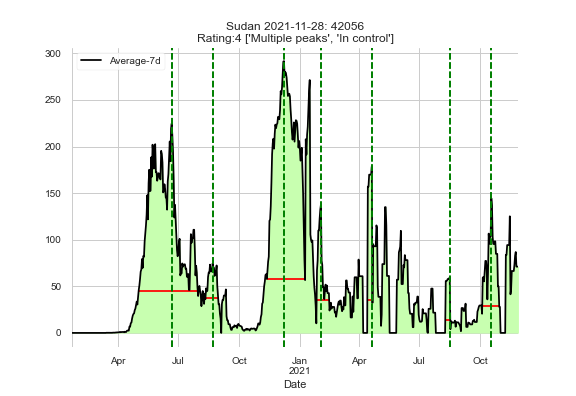 Sudan 2021-11-28: 42056
Rating:4 ['Multiple peaks', 'In control']
Average-7d
300
250
200
150
100
50
0
Apr
Jul
Oct
Jan
2021
Apr
Jul
Oct
Date